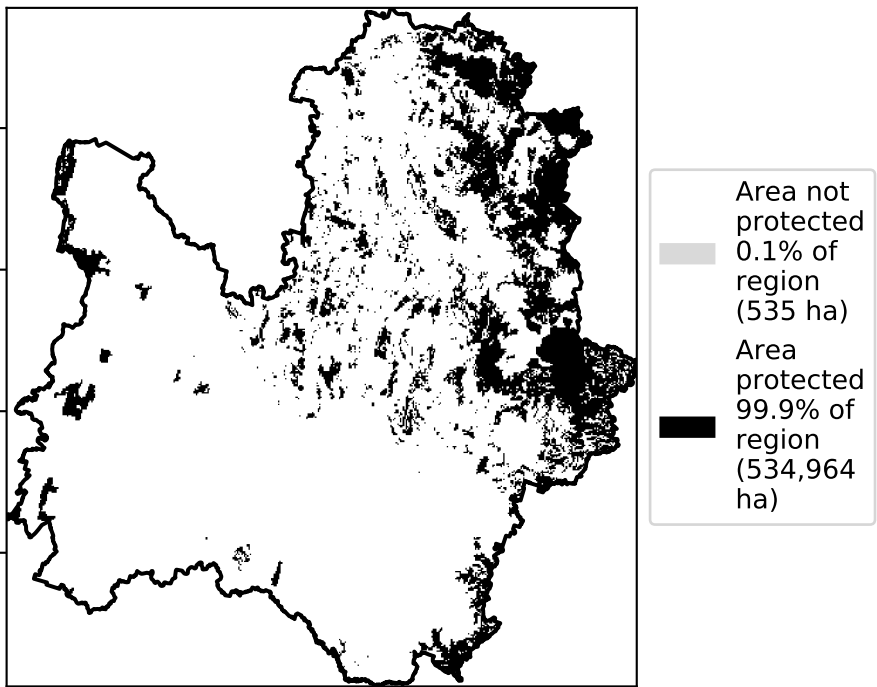 Area not
protected
0.1% of
region
(535 ha)
Area
protected
99.9% of
region
(534,964
ha)